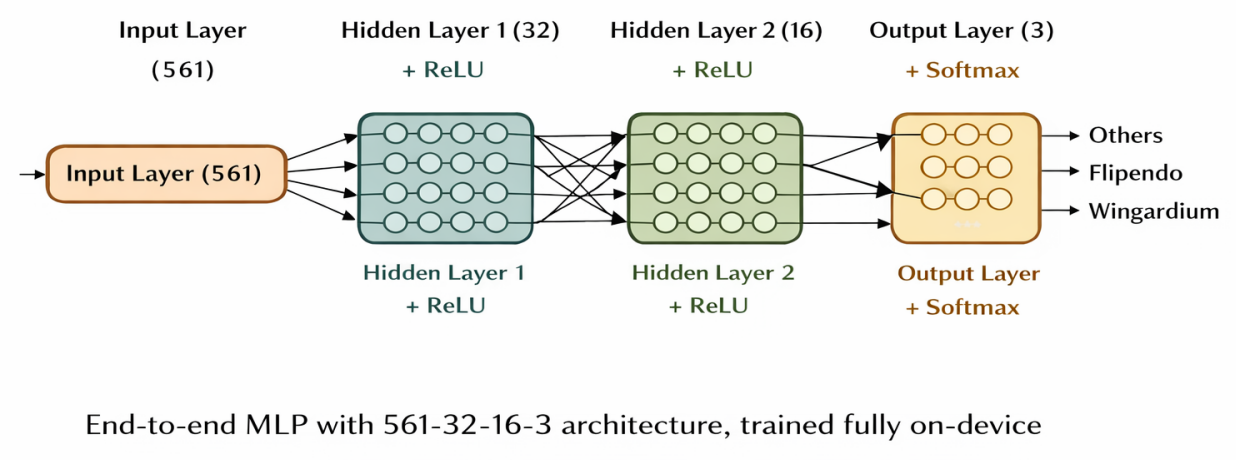 Input Layer
(561)
Hidden Layer 1 (32)
+ ReLU
Hidden Layer 2 (16)
+ ReLU
Output Layer (3)
+ Softmax
Input Layer (561)
Others
Flipendo
Wingardium
Hidden Layer 1
+ ReLU
Hidden Layer 2
+ ReLU
Output Layer
+ Softmax
End-to-end MLP with 561-32-16-3 architecture, trained fully on-device